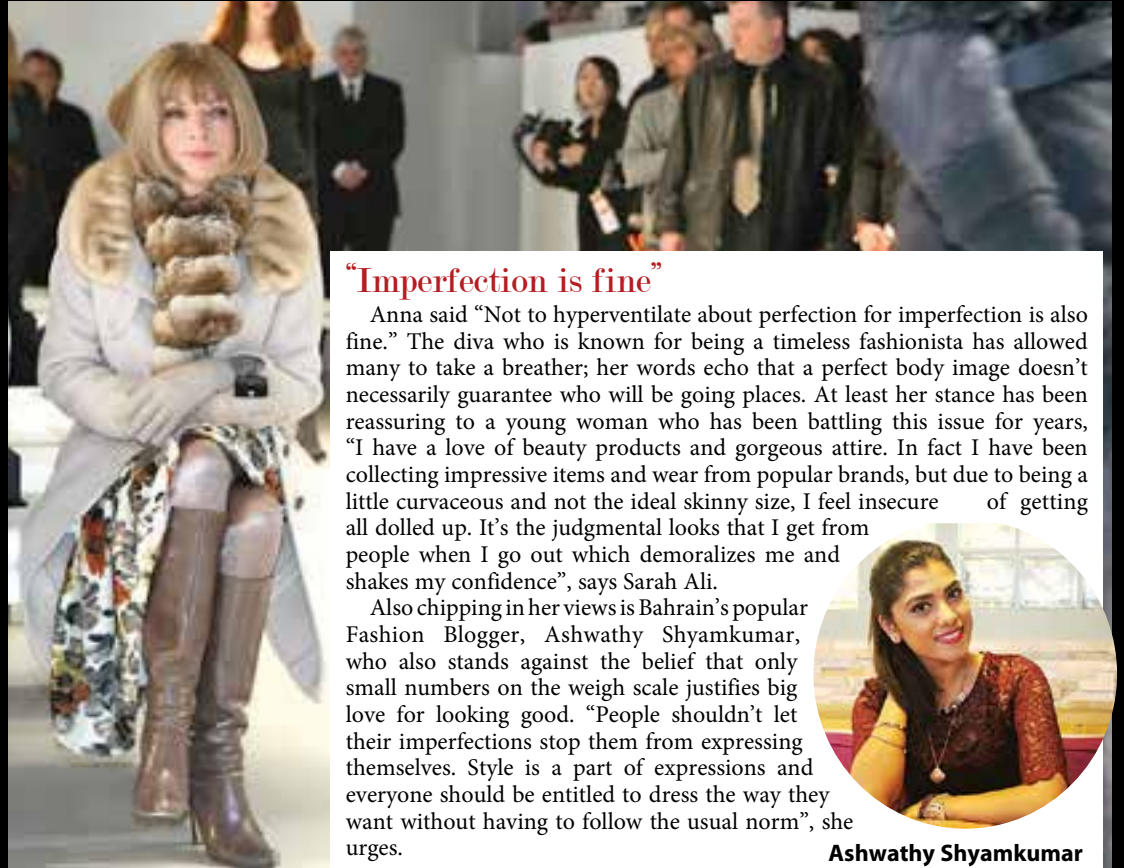 “Imperfection is fine”
Anna said “Not to hyperventilate about perfection for imperfection is also
fine.” The diva who is known for being a timeless fashionista has allowed
many to take a breather; her words echo that a perfect body image doesn’t
necessarily guarantee who will be going places. At least her stance has been
reassuring to a young woman who has been battling this issue for years,
“I have a love of beauty products and gorgeous attire. In fact I have been
collecting impressive items and wear from popular brands, but due to being a
little curvaceous and not the ideal skinny size, I feel insecure of getting
all dolled up. It’s the judgmental looks that I get from
people when I go out which demoralizes me and
shakes my confidence”, says Sarah Ali.
Also chipping in her views is Bahrain’s popular
Fashion Blogger, Ashwathy Shyamkumar,
who also stands against the belief that only
small numbers on the weigh scale justifies big
love for looking good. “People shouldn’t let
their imperfections stop them from expressing
themselves. Style is a part of expressions and
everyone should be entitled to dress the way they
want without having to follow the usual norm”, she
urges.
Ashwathy Shyamkumar